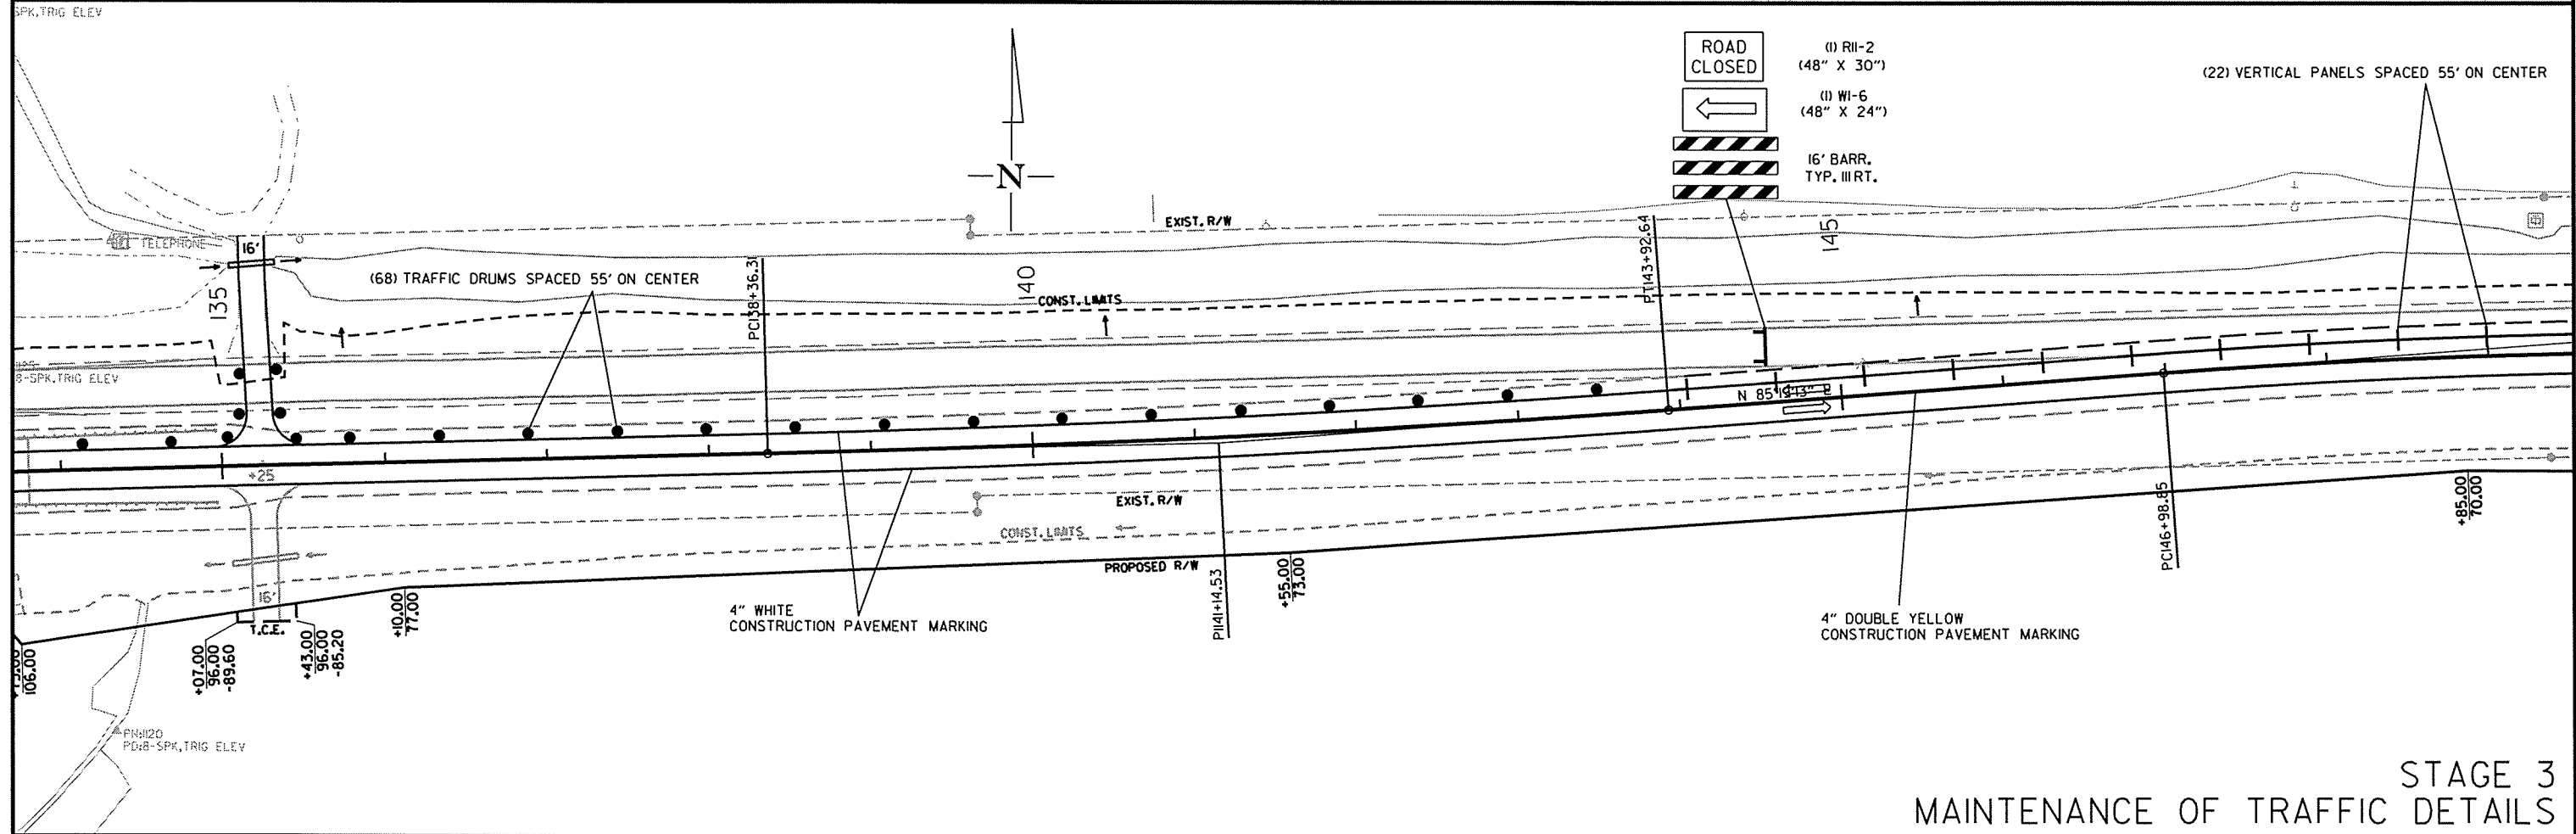 SPK,TRIG ELEV
ROAD
CLOSED
(1) R11-2
(48" X 30")
(1) W1-6
(48" X 24")
16' BARR.
TYP. III RT.
(22) VERTICAL PANELS SPACED 55' ON CENTER
N
EXIST. R/W
TELEPHONE
16'
135
(68) TRAFFIC DRUMS SPACED 55' ON CENTER
PC138+36.31
140
CONST. LIMITS
PT143+92.64
145
8-SPK,TRIG ELEV
+25
EXIST. R/W
CONST. LIMITS
PROPOSED R/W
16'
T.C.E.
106.00
+07.00
96.00
-89.60
+43.00
96.00
-85.20
+10.00
77.00
4" WHITE
CONSTRUCTION PAVEMENT MARKING
PI141+14.53
+55.00
73.00
4" DOUBLE YELLOW
CONSTRUCTION PAVEMENT MARKING
PC146+98.85
+85.00
70.00
PN:1120
PD:8-SPK,TRIG ELEV
STAGE 3
MAINTENANCE OF TRAFFIC DETAILS